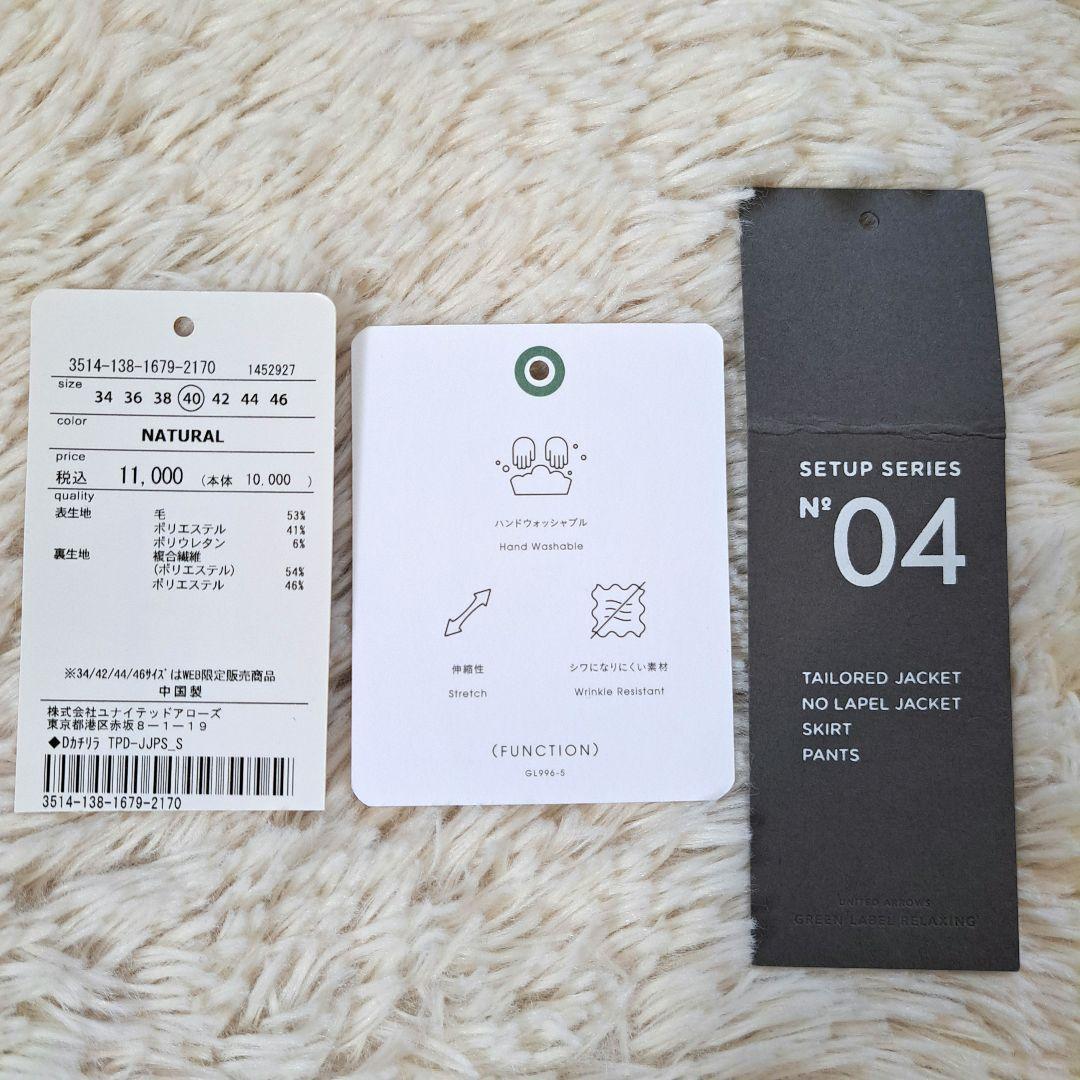 3514-138-1679-2170 1452927
size
34 36 38 40 42 44 46
color
NATURAL
price
税込 11,000 (本体 10,000 )
quality
表生地 毛 53%
ポリエステル 41%
ポリウレタン 6%
裏生地 複合繊維
(ポリエステル) 54%
ポリエステル 46%
※34/42/44/46サイズはWEB限定販売商品
中国製
株式会社ユナイテッドアローズ
東京都港区赤坂8-1-19
◆Dカチリラ TPD-JJPS_S
3514-138-1679-2170
ハンドウォッシャブル
Hand Washable
伸縮性
Stretch
シワになりにくい素材
Wrinkle Resistant
(FUNCTION)
GL996-5
SETUP SERIES
Nº 04
TAILORED JACKET
NO LAPEL JACKET
SKIRT
PANTS
UNITED ARROWS
GREEN LABEL RELAXING